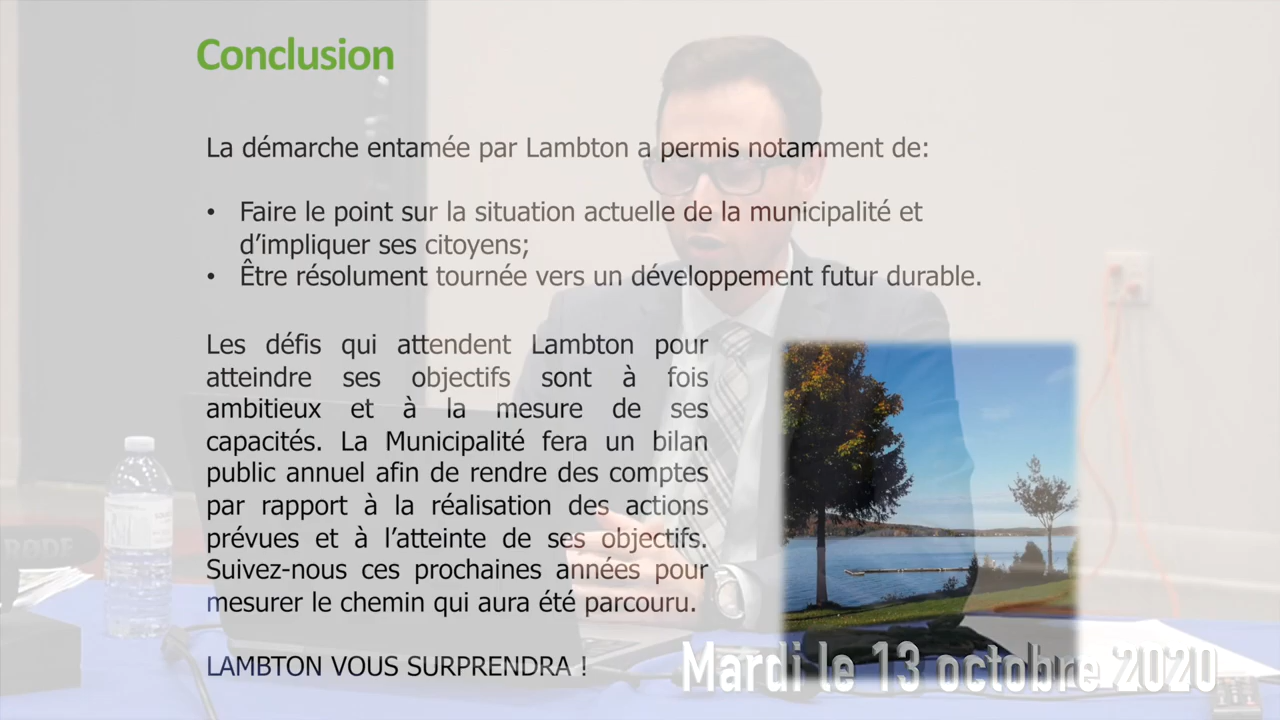 Conclusion
La démarche entamée par Lambton a permis notamment de:
• Faire le point sur la situation actuelle de la municipalité et
d’impliquer ses citoyens;
• Être résolument tournée vers un développement futur durable.
Les défis qui attendent Lambton pour
atteindre ses objectifs sont à fois
ambitieux et à la mesure de ses
capacités. La Municipalité fera un bilan
public annuel afin de rendre des comptes
par rapport à la réalisation des actions
prévues et à l’atteinte de ses objectifs.
Suivez-nous ces prochaines années pour
mesurer le chemin qui aura été parcouru.
LAMBTON VOUS SURPRENDRA !
Mardi le 13 octobre 2020
RODE